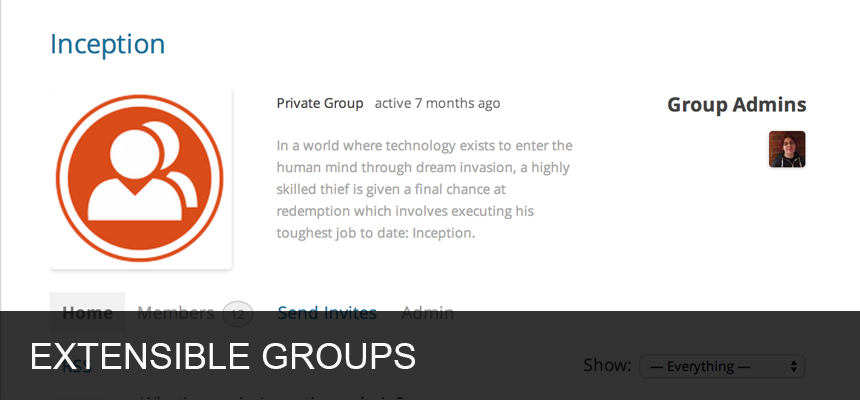 Inception
Private Group active 7 months ago
Group Admins
In a world where technology exists to enter the
human mind through dream invasion, a highly
skilled thief is given a final chance at
redemption which involves executing his
toughest job to date: Inception.
Home Members 12 Send Invites Admin
EXTENSIBLE GROUPS
RSS
Show: — Everything —